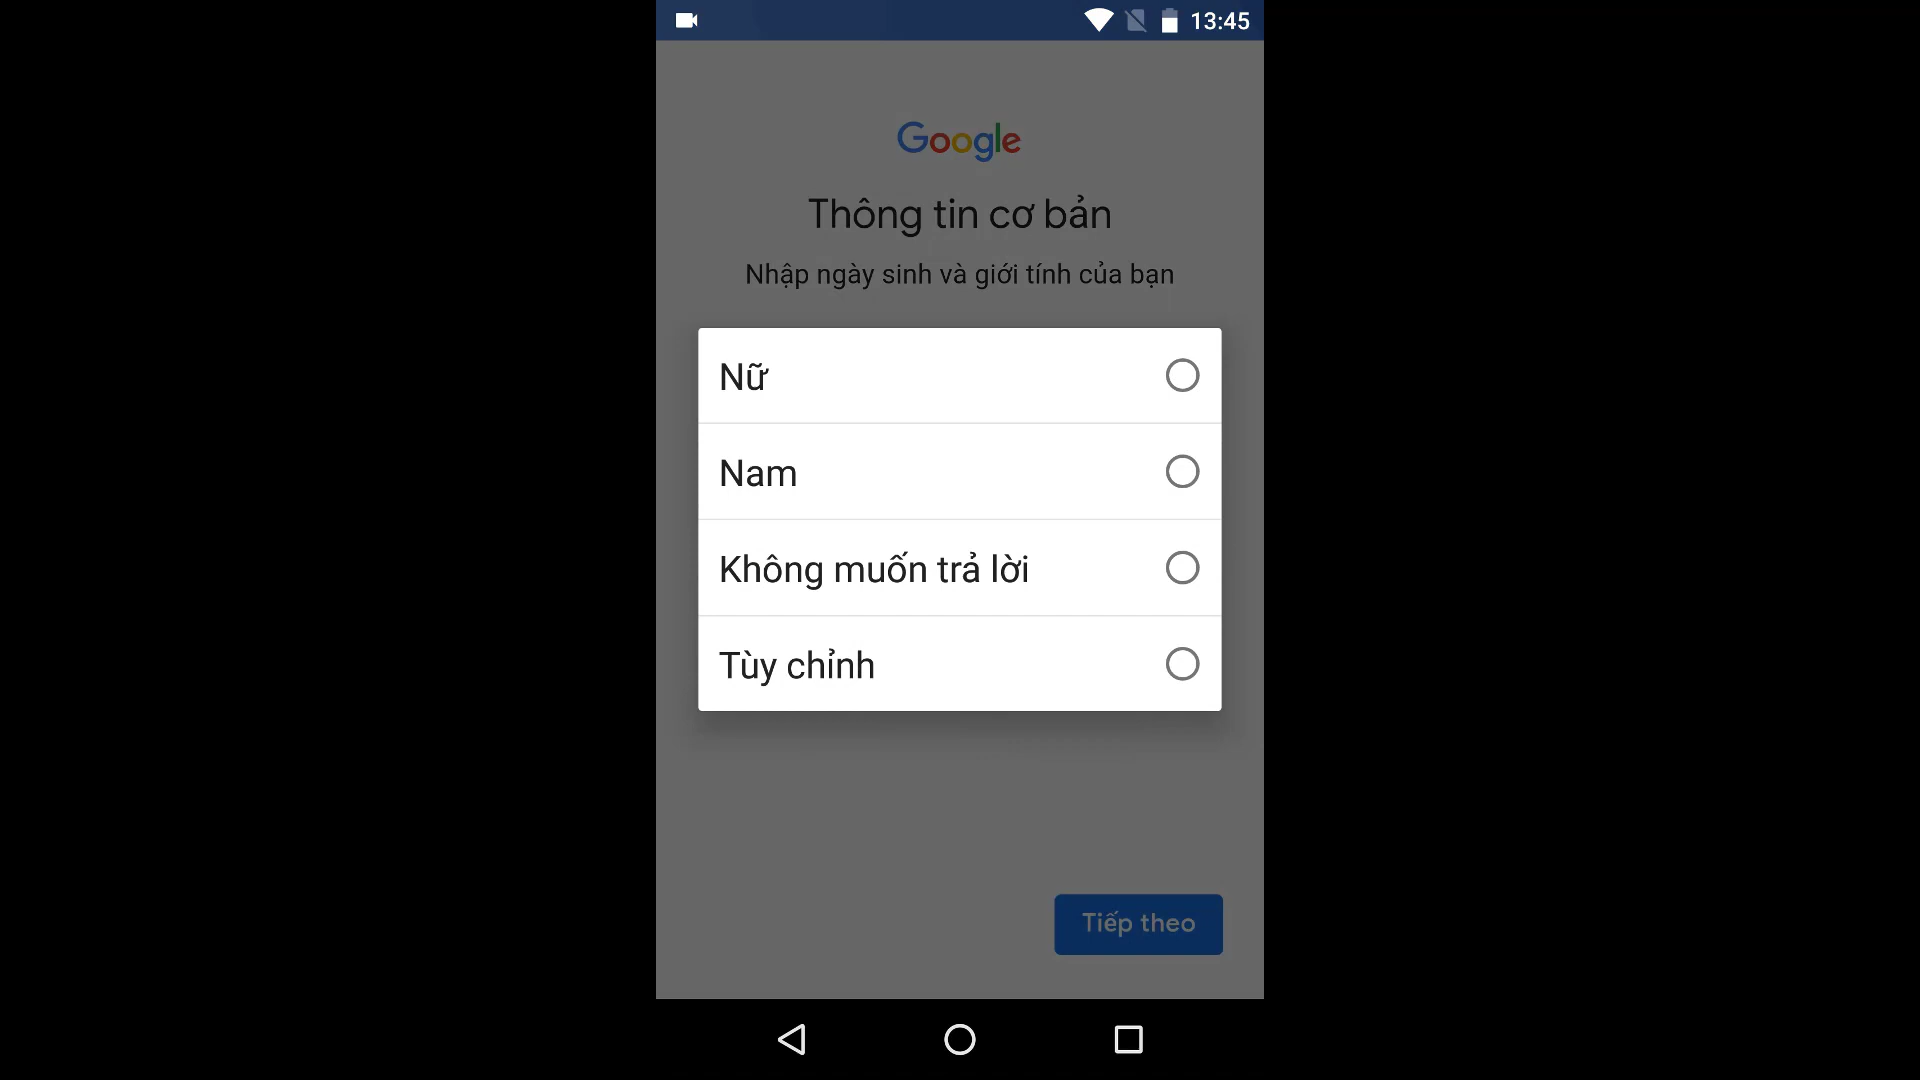 13:45
Google
Thông tin cơ bản
Nhập ngày sinh và giới tính của bạn
Nữ
Nam
Không muốn trả lời
Tùy chỉnh
Tiếp theo